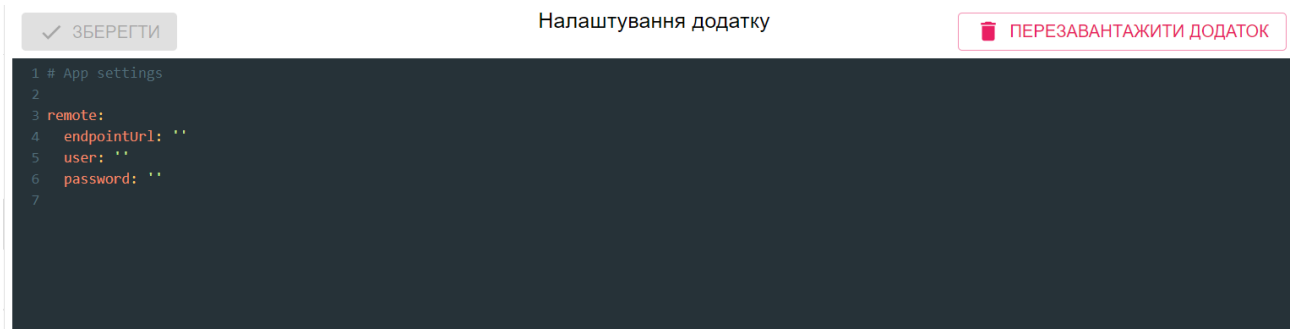 ЗБЕРЕГТИ
Налаштування додатку
ПЕРЕЗАВАНТАЖИТИ ДОДАТОК
1 # App settings
2
3 remote:
4   endpointUrl: ''
5   user: ''
6   password: ''
7